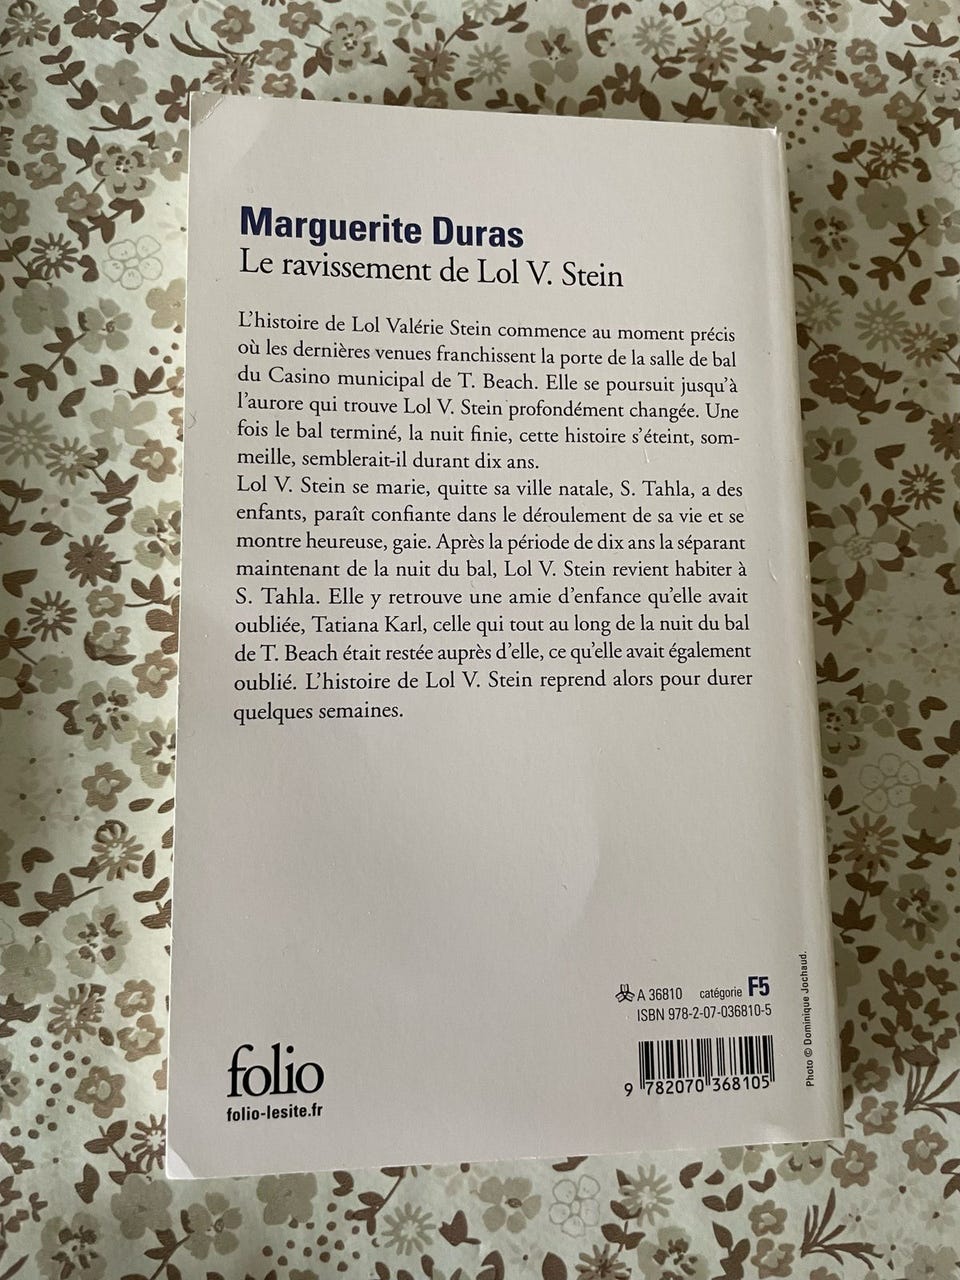 Marguerite Duras
Le ravissement de Lol V. Stein
L'histoire de Lol Valérie Stein commence au moment précis
où les dernières venues franchissent la porte de la salle de bal
du Casino municipal de T. Beach. Elle se poursuit jusqu'à
l'aurore qui trouve Lol V. Stein profondément changée. Une
fois le bal terminé, la nuit finie, cette histoire s'éteint, som-
meille, semblerait-il durant dix ans.
Lol V. Stein se marie, quitte sa ville natale, S. Tahla, a des
enfants, paraît confiante dans le déroulement de sa vie et se
montre heureuse, gaie. Après la période de dix ans la séparant
maintenant de la nuit du bal, Lol V. Stein revient habiter à
S. Tahla. Elle y retrouve une amie d'enfance qu'elle avait
oubliée, Tatiana Karl, celle qui tout au long de la nuit du bal
de T. Beach était restée auprès d'elle, ce qu'elle avait également
oublié. L'histoire de Lol V. Stein reprend alors pour durer
quelques semaines.
A 36810 catégorie F5
ISBN 978-2-07-036810-5
9 782070 368105
folio
folio-lesite.fr
Photo © Dominique Jochaud.